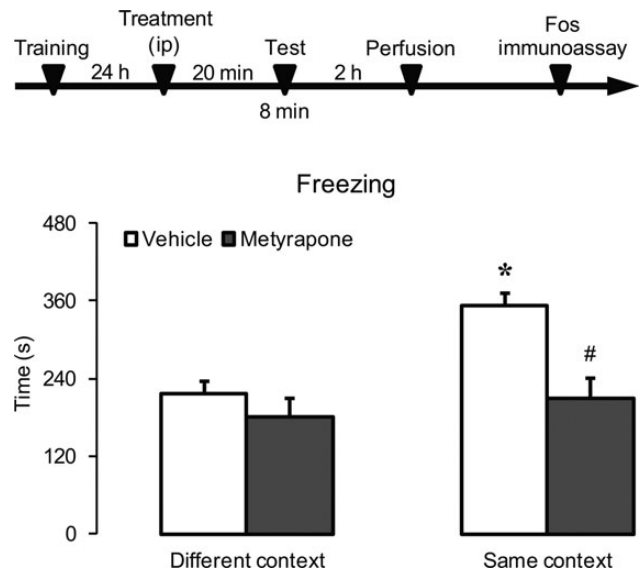 Training
Treatment
(ip)
Test
Perfusion
Fos
immunoassay
24 h
20 min
2 h
8 min
Freezing
Vehicle
Metyrapone
Time (s)
480
360
240
120
0
*
#
Different context
Same context